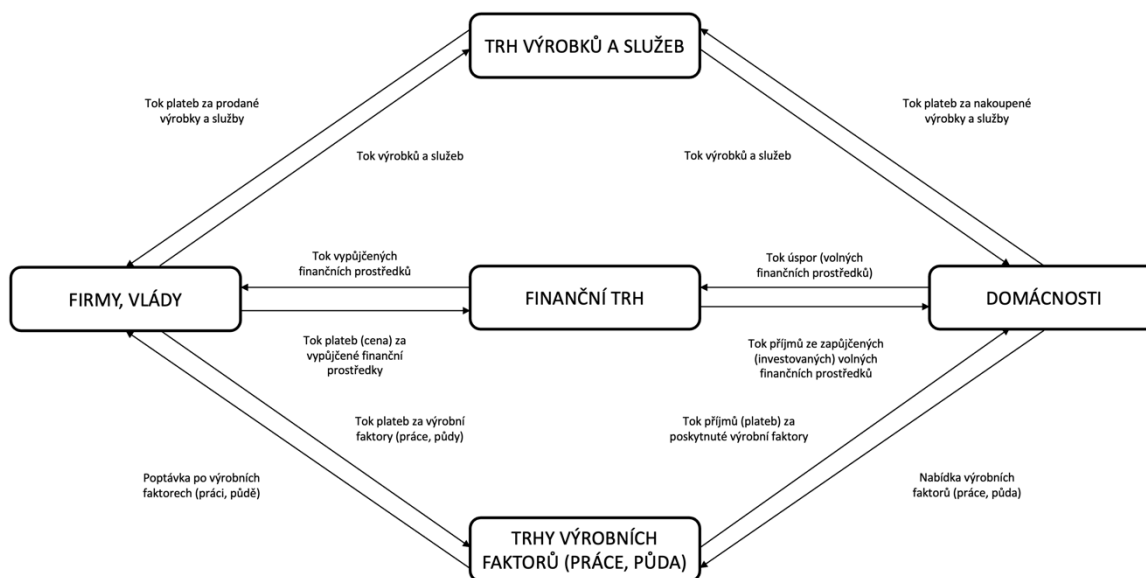 TRH VÝROBKŮ A SLUŽEB
Tok plateb za prodané
výrobky a služby
Tok plateb za nakoupené
výrobky a služby
Tok výrobků a služeb
Tok výrobků a služeb
Tok vypůjčených
finančních prostředků
Tok úspor (volných
finančních prostředků)
FIRMY, VLÁDY
FINANČNÍ TRH
DOMÁCNOSTI
Tok plateb (cena) za
vypůjčené finanční
prostředky
Tok příjmů ze zapůjčených
(investovaných) volných
finančních prostředků
Tok plateb za výrobní
faktory (práce, půdy)
Tok příjmů (plateb) za
poskytnuté výrobní faktory
Poptávka po výrobních
faktorech (práci, půdě)
Nabídka výrobních
faktorů (práce, půda)
TRHY VÝROBNÍCH
FAKTORŮ (PRÁCE, PŮDA)